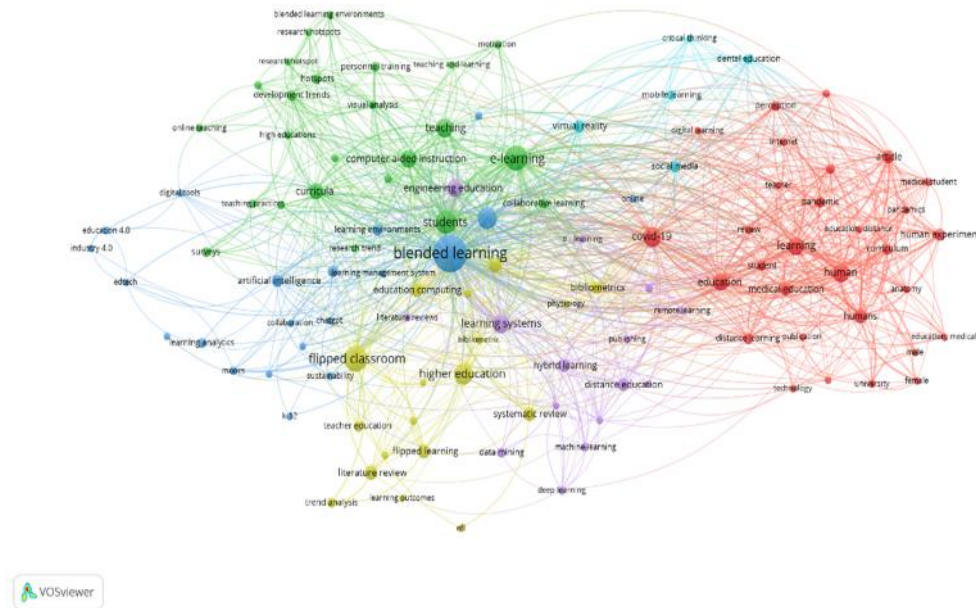 blended learning environments
research hotspots
motivation
critical thinking
research hotspot
personnel training
teaching and learning
dental education
hotspots
development trends
visual analysis
mobile learning
perception
online teaching
high educations
teaching
virtual reality
digital learning
internet
computer aided instruction
e-learning
social media
article
teacher
medical student
digital tools
curricula
engineering education
pandemic
teaching practices
collaborative learning
online
pandemics
education 4.0
students
learning environments
covid-19
review
education, distance
human experiment
industry 4.0
surveys
research trend
blended learning
learning
curriculum
edtech
artificial intelligence
learning management system
student
human
education computing
bibliometrics
education
medical education
anatomy
physiology
remote learning
collaboration
chatgpt
literature reviews
learning systems
humans
learning analytics
bibliometrik
publishing
distance learning
publication
education, medical
flipped classroom
hybrid learning
male
majors
sustainability
higher education
distance education
technology
university
female
k-12
teacher education
systematic review
flipped learning
data mining
machine learning
literature review
deep learning
trend analysis
learning outcomes
VOSviewer